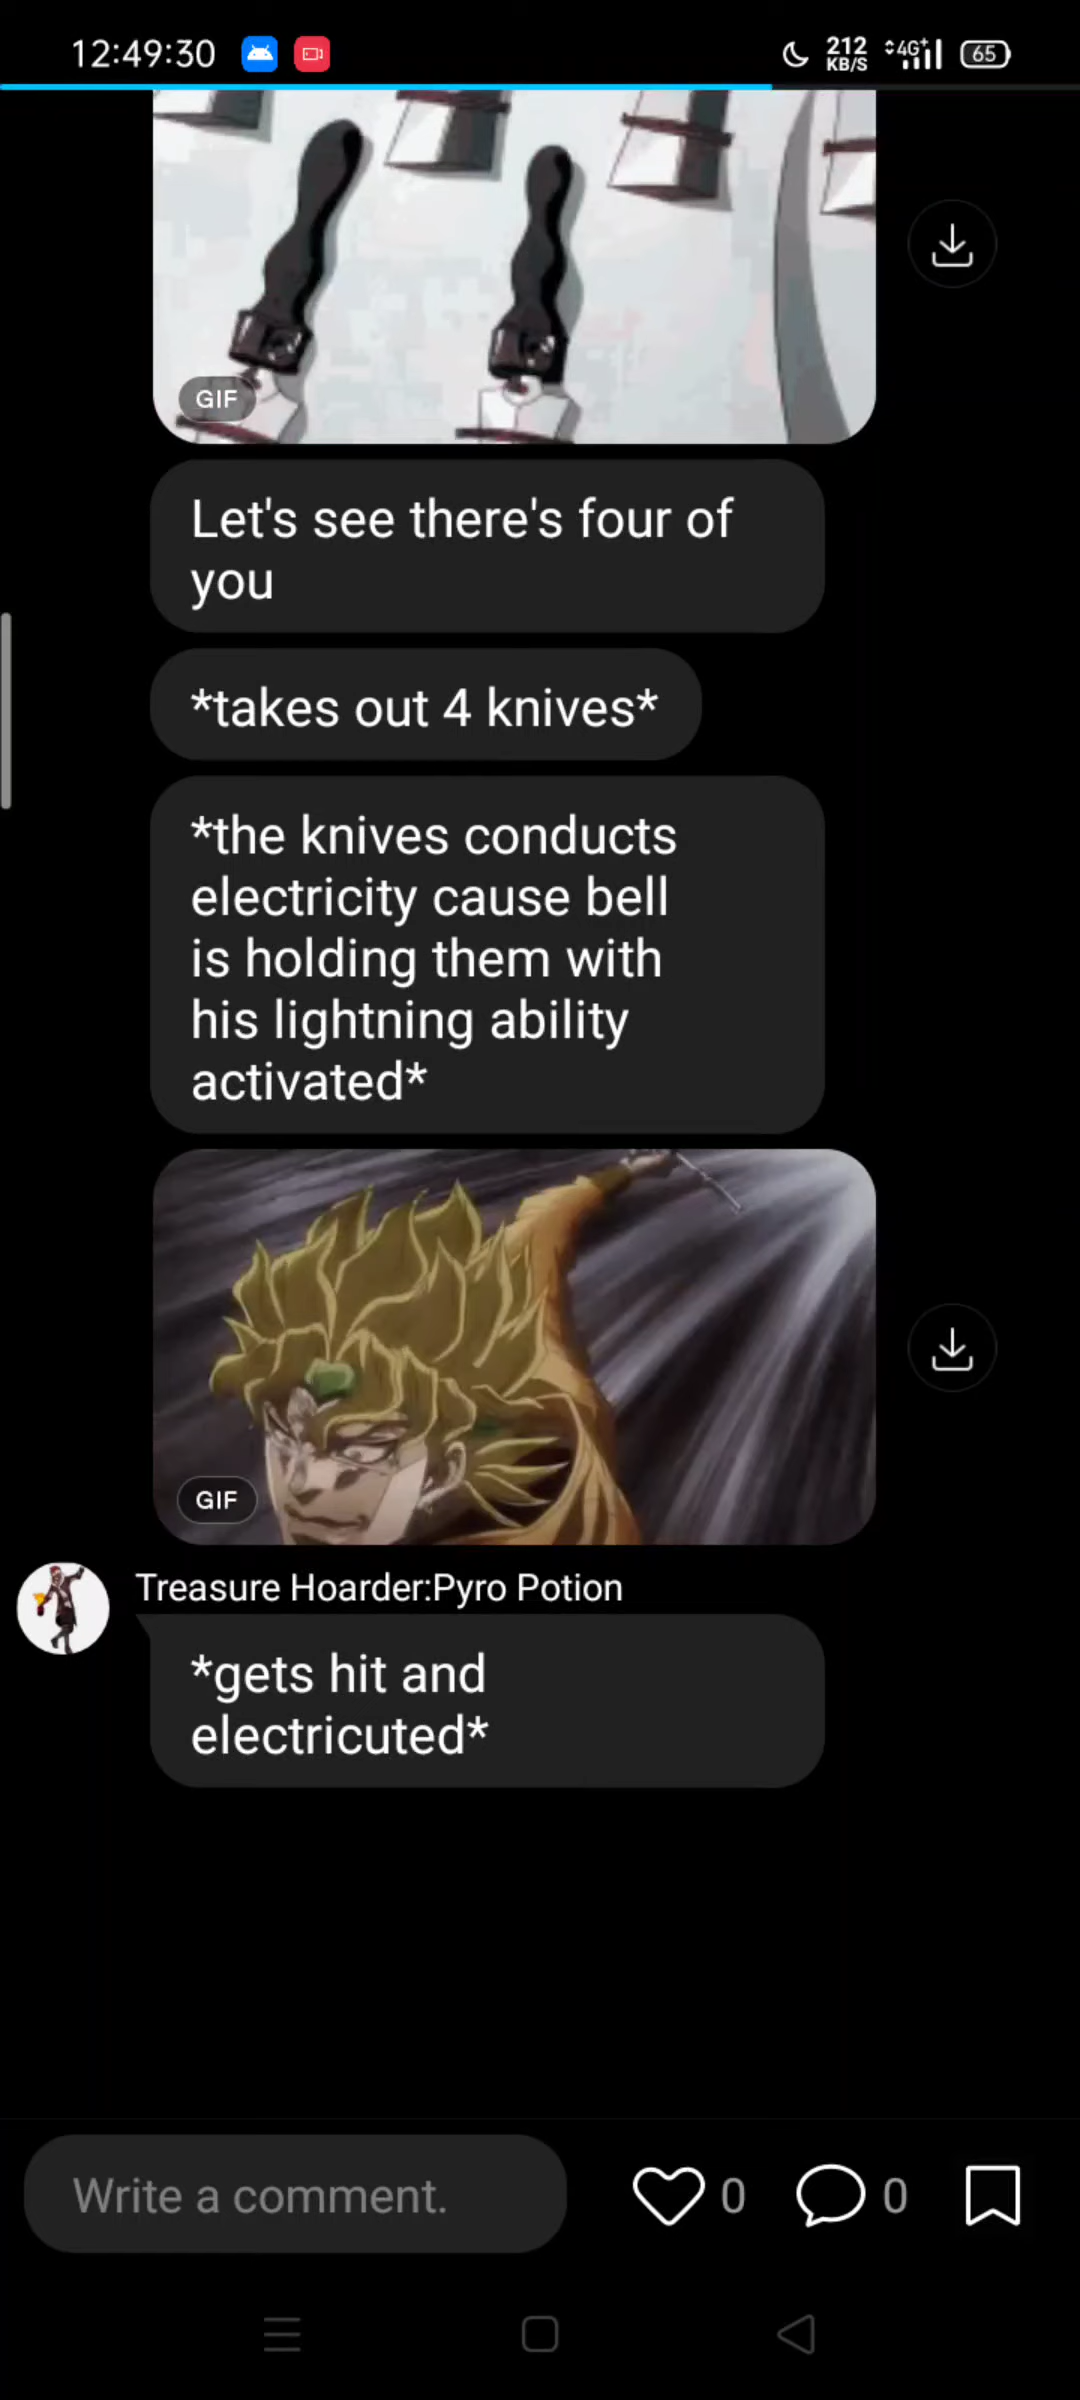 12:49:30
212
KB/S
4G+
65
GIF
Let's see there's four of
you
*takes out 4 knives*
*the knives conducts
electricity cause bell
is holding them with
his lightning ability
activated*
GIF
Treasure Hoarder:Pyro Potion
*gets hit and
electricuted*
Write a comment.
0
0